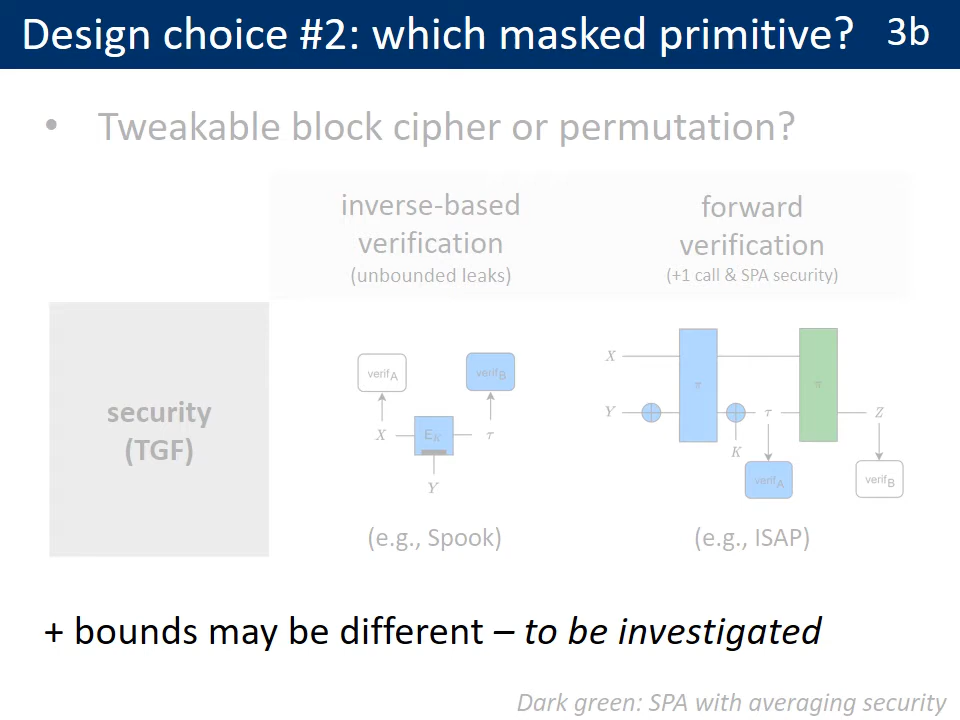 Design choice #2: which masked primitive? 3b
• Tweakable block cipher or permutation?
inverse-based
verification
(unbounded leaks)
forward
verification
(+1 call & SPA security)
security
(TGF)
verif_A
verif_B
X
E_K
τ
Y
(e.g., Spook)
X
π
π
Y
τ
Z
K
verif_A
verif_B
(e.g., ISAP)
+ bounds may be different – to be investigated
Dark green: SPA with averaging security